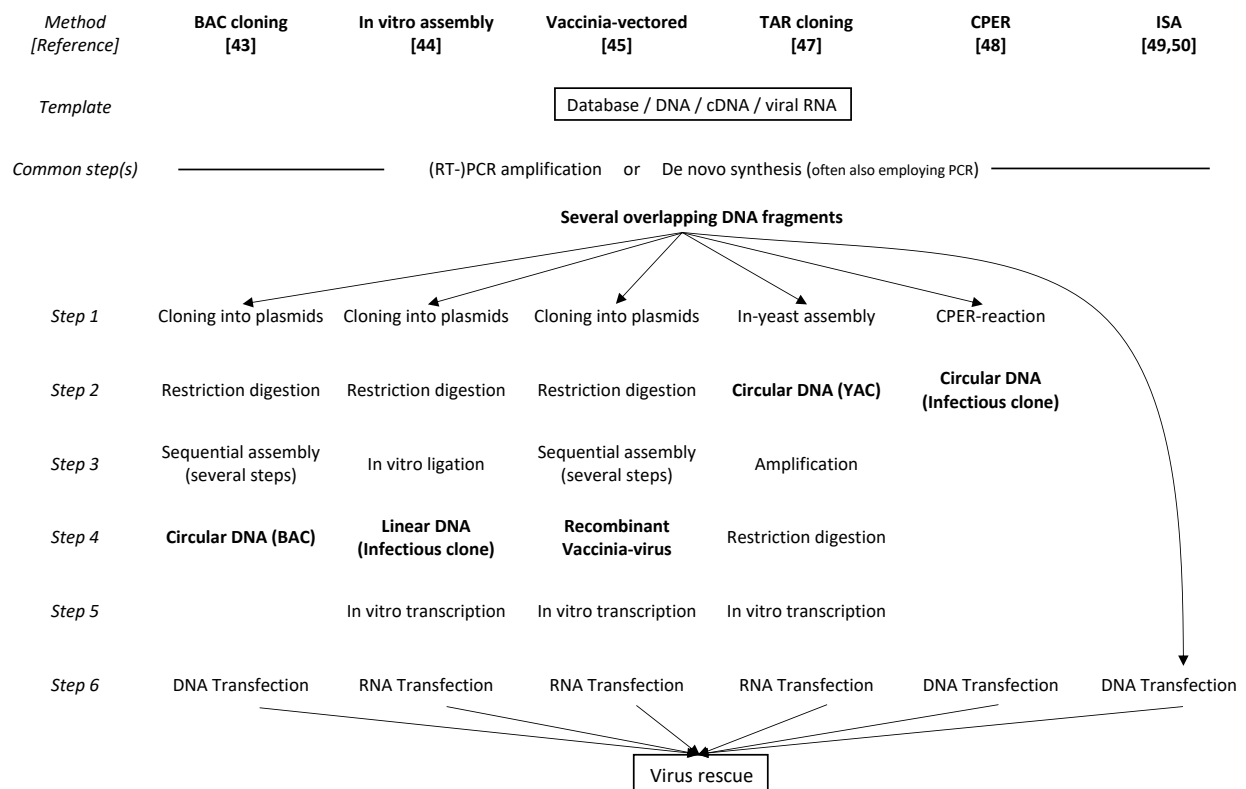 Method BAC cloning In vitro assembly Vaccinia-vectored TAR cloning CPER ISA
[Reference] [43] [44] [45] [47] [48] [49,50]
Template Database / DNA / cDNA / viral RNA
Common step(s) (RT-)PCR amplification or De novo synthesis (often also employing PCR)
Several overlapping DNA fragments
Step 1 Cloning into plasmids Cloning into plasmids Cloning into plasmids In-yeast assembly CPER-reaction
Step 2 Restriction digestion Restriction digestion Restriction digestion Circular DNA (YAC) Circular DNA
(Infectious clone)
Step 3 Sequential assembly In vitro ligation Sequential assembly Amplification
(several steps) (several steps)
Step 4 Circular DNA (BAC) Linear DNA Recombinant Restriction digestion
(Infectious clone) Vaccinia-virus
Step 5 In vitro transcription In vitro transcription In vitro transcription
Step 6 DNA Transfection RNA Transfection RNA Transfection RNA Transfection DNA Transfection DNA Transfection
Virus rescue